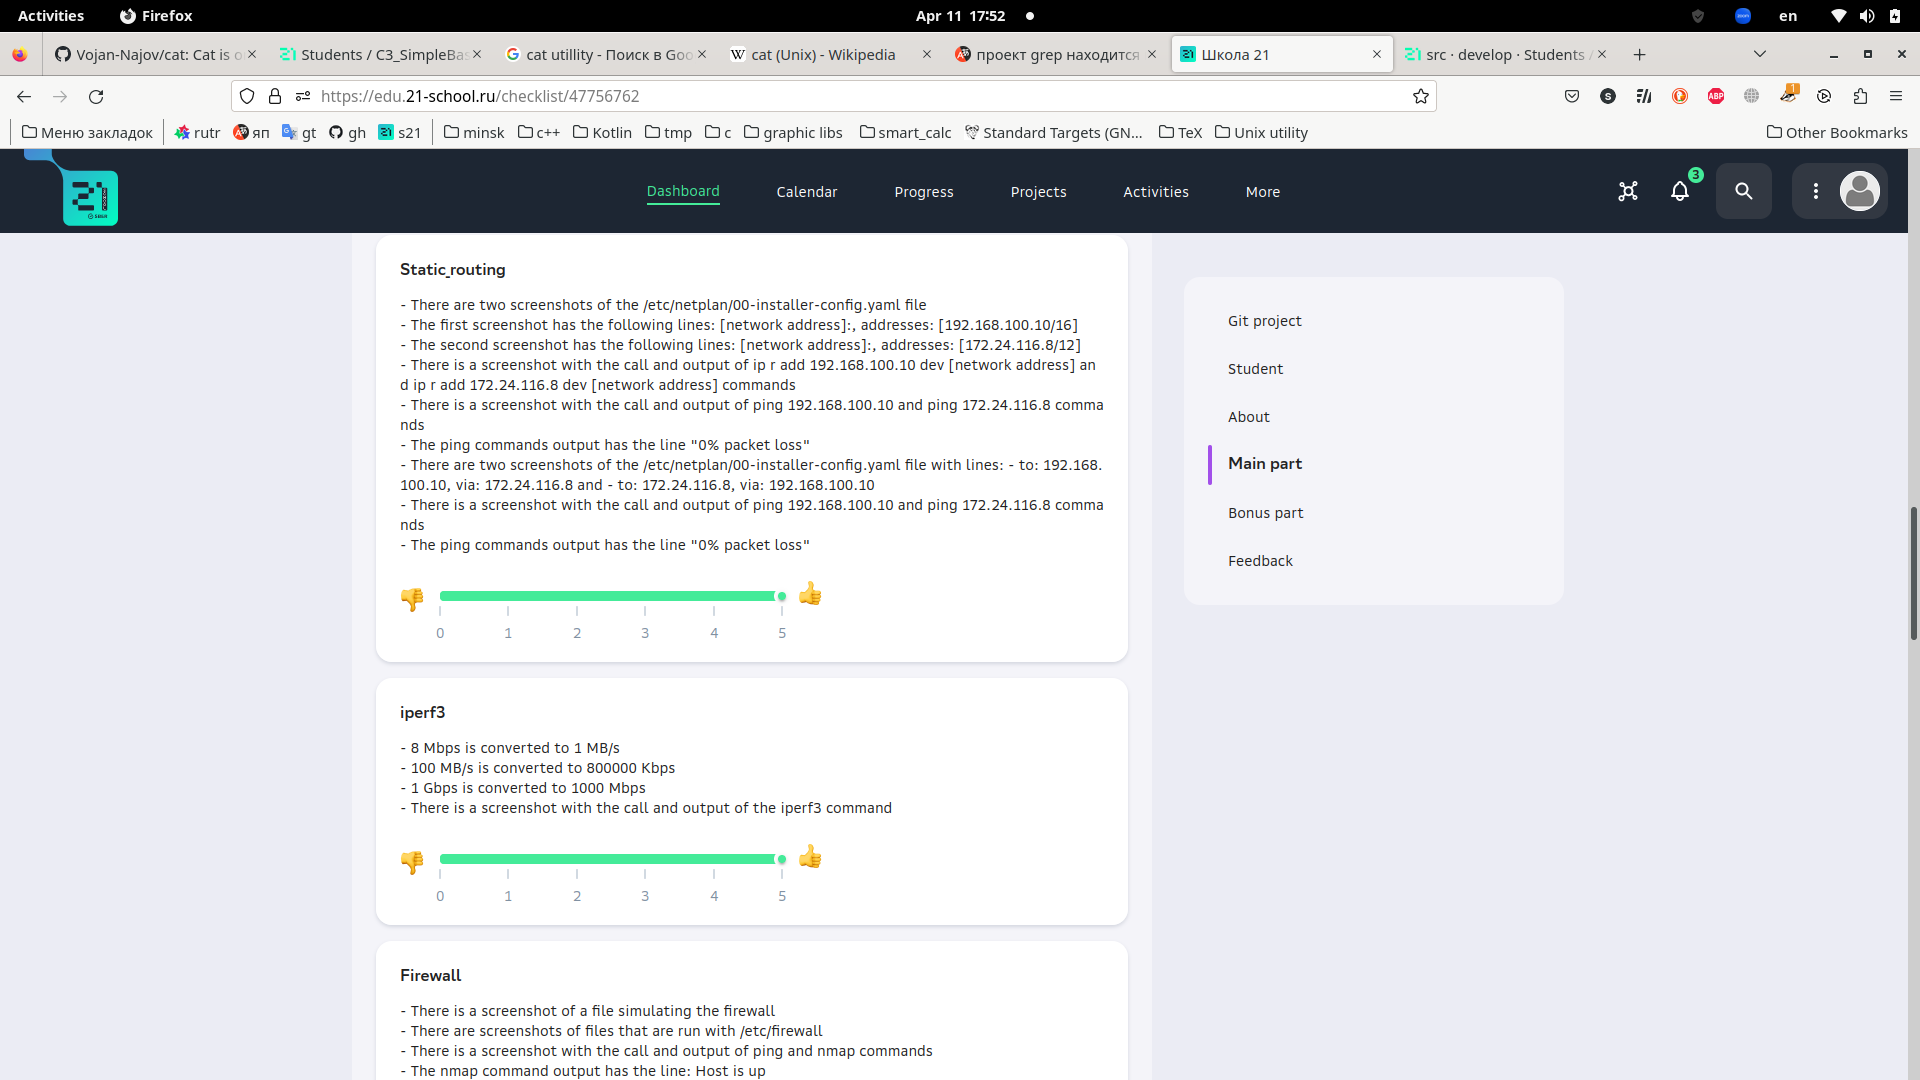 Activities Firefox Apr 11 17:52 en
Vojan-Najov/cat: Cat is o Students / C3_SimpleBas cat utillity - Поиск в Goo cat (Unix) - Wikipedia проект grep находится Школа 21 src · develop · Students /
https://edu.21-school.ru/checklist/47756762
Меню закладок rutr яп gt gh s21 minsk c++ Kotlin tmp c graphic libs smart_calc Standard Targets (GN... TeX Unix utility Other Bookmarks
21 Dashboard Calendar Progress Projects Activities More 3
Static_routing
- There are two screenshots of the /etc/netplan/00-installer-config.yaml file
- The first screenshot has the following lines: [network address]:, addresses: [192.168.100.10/16]
- The second screenshot has the following lines: [network address]:, addresses: [172.24.116.8/12]
- There is a screenshot with the call and output of ip r add 192.168.100.10 dev [network address] an
d ip r add 172.24.116.8 dev [network address] commands
- There is a screenshot with the call and output of ping 192.168.100.10 and ping 172.24.116.8 comma
nds
- The ping commands output has the line "0% packet loss"
- There are two screenshots of the /etc/netplan/00-installer-config.yaml file with lines: - to: 192.168.
100.10, via: 172.24.116.8 and - to: 172.24.116.8, via: 192.168.100.10
- There is a screenshot with the call and output of ping 192.168.100.10 and ping 172.24.116.8 comma
nds
- The ping commands output has the line "0% packet loss"
0 1 2 3 4 5
iperf3
- 8 Mbps is converted to 1 MB/s
- 100 MB/s is converted to 800000 Kbps
- 1 Gbps is converted to 1000 Mbps
- There is a screenshot with the call and output of the iperf3 command
0 1 2 3 4 5
Firewall
- There is a screenshot of a file simulating the firewall
- There are screenshots of files that are run with /etc/firewall
- There is a screenshot with the call and output of ping and nmap commands
- The nmap command output has the line: Host is up
Git project
Student
About
Main part
Bonus part
Feedback